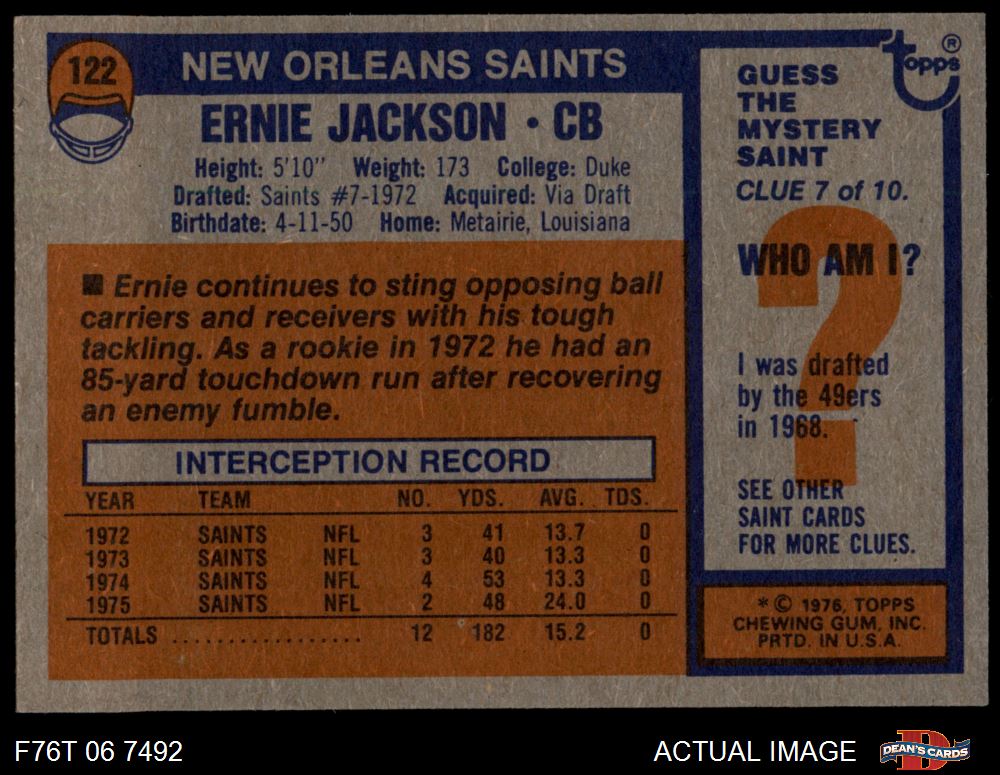 122
NEW ORLEANS SAINTS
ERNIE JACKSON • CB
Height: 5'10" Weight: 173 College: Duke
Drafted: Saints #7-1972 Acquired: Via Draft
Birthdate: 4-11-50 Home: Metairie, Louisiana
■ Ernie continues to sting opposing ball
carriers and receivers with his tough
tackling. As a rookie in 1972 he had an
85-yard touchdown run after recovering
an enemy fumble.
INTERCEPTION RECORD
YEAR TEAM NO. YDS. AVG. TDS.
1972 SAINTS NFL 3 41 13.7 0
1973 SAINTS NFL 3 40 13.3 0
1974 SAINTS NFL 4 53 13.3 0
1975 SAINTS NFL 2 48 24.0 0
TOTALS .................. 12 182 15.2 0
topps ®
GUESS
THE
MYSTERY
SAINT
CLUE 7 of 10.
?
WHO AM I?
I was drafted
by the 49ers
in 1968.
SEE OTHER
SAINT CARDS
FOR MORE CLUES.
* © 1976, TOPPS
CHEWING GUM, INC.
PRTD. IN U.S.A.
F76T 06 7492
ACTUAL IMAGE
D
DEAN'S CARDS